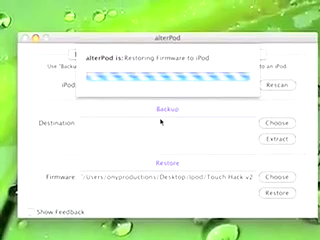 alterPod
alterPod is: Restoring Firmware to iPod
Use "Backu
to an iPod.
iPod
Rescan
Backup
Destination
Choose
Extract
Restore
Firmware
/Users/onyproductions/Desktop/ipod/Touch Hack v2
Choose
Restore
Show Feedback